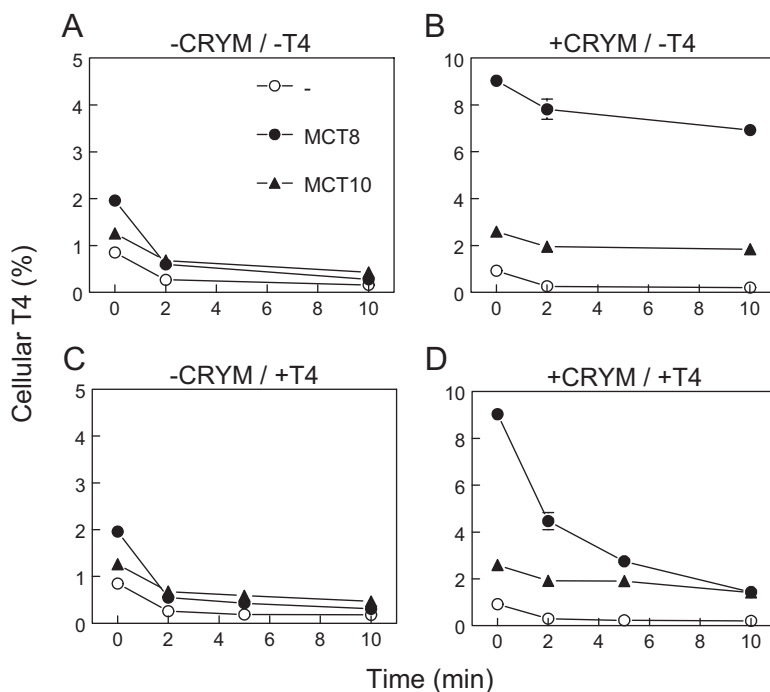 A
-CRYM / -T4
5
4
3
2
1
0
-
MCT8
MCT10
0 2 4 6 8 10
B
+CRYM / -T4
10
8
6
4
2
0
0 2 4 6 8 10
C
-CRYM / +T4
5
4
3
2
1
0
0 2 4 6 8 10
D
+CRYM / +T4
10
8
6
4
2
0
0 2 4 6 8 10
Cellular T4 (%)
Time (min)